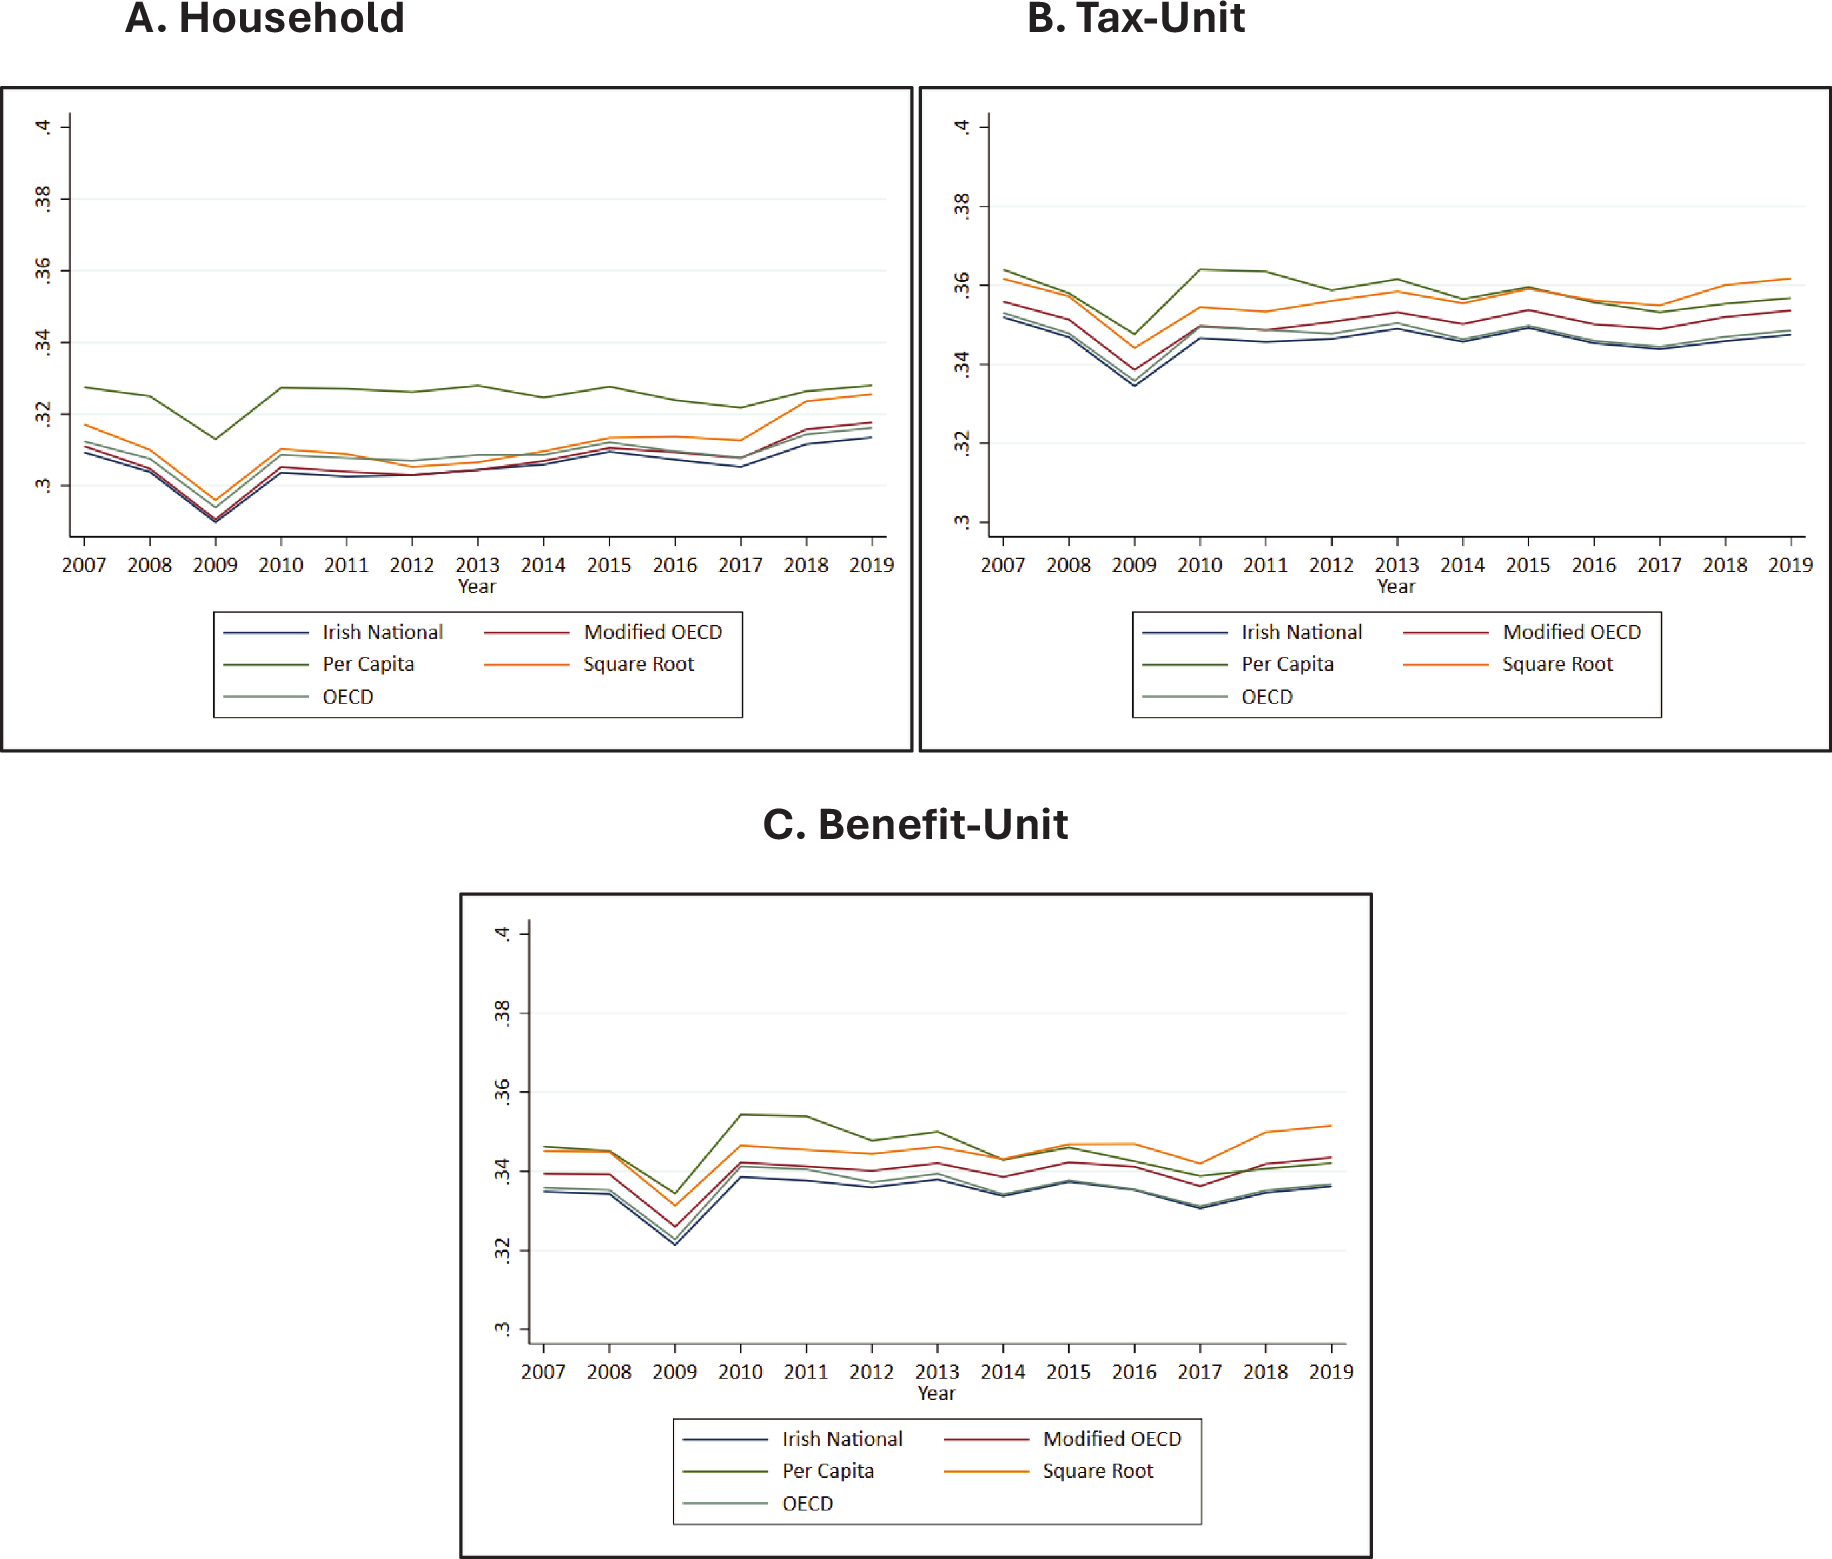 A. Household
.4
.38
.36
.34
.32
.3
2007 2008 2009 2010 2011 2012 2013 2014 2015 2016 2017 2018 2019
Year
Irish National Modified OECD
Per Capita Square Root
OECD
B. Tax-Unit
.4
.38
.36
.34
.32
.3
2007 2008 2009 2010 2011 2012 2013 2014 2015 2016 2017 2018 2019
Year
Irish National Modified OECD
Per Capita Square Root
OECD
C. Benefit-Unit
.4
.38
.36
.34
.32
.3
2007 2008 2009 2010 2011 2012 2013 2014 2015 2016 2017 2018 2019
Year
Irish National Modified OECD
Per Capita Square Root
OECD